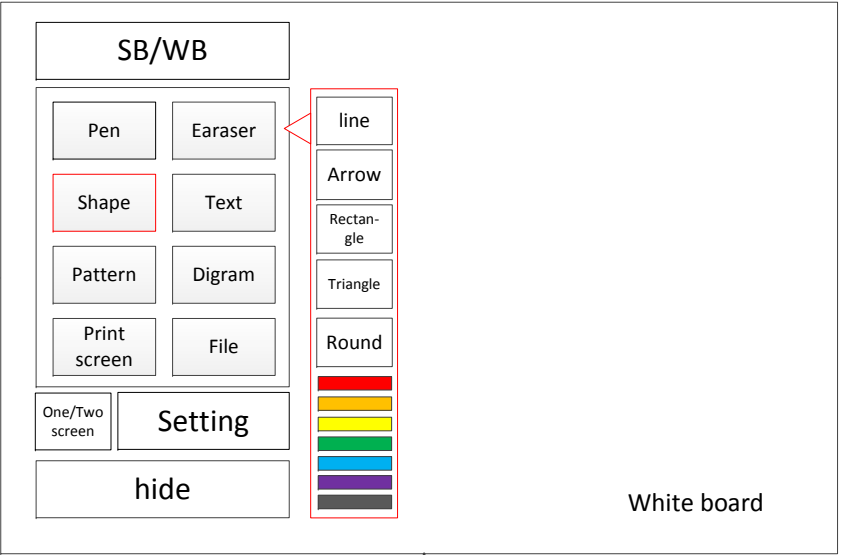 SB/WB
Pen
Earaser
Shape
Text
Pattern
Digram
Print
screen
File
One/Two
screen
Setting
hide
line
Arrow
Rectan-
gle
Triangle
Round
White board